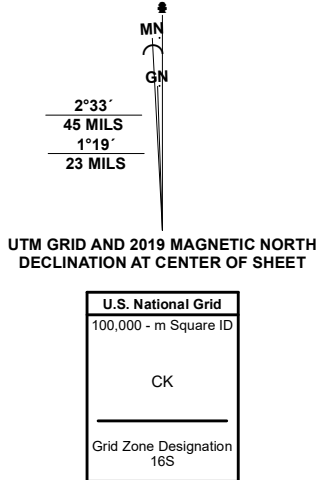 MN
GN
2°33´
45 MILS
1°19´
23 MILS
UTM GRID AND 2019 MAGNETIC NORTH
DECLINATION AT CENTER OF SHEET
U.S. National Grid
100,000 - m Square ID
CK
Grid Zone Designation
16S